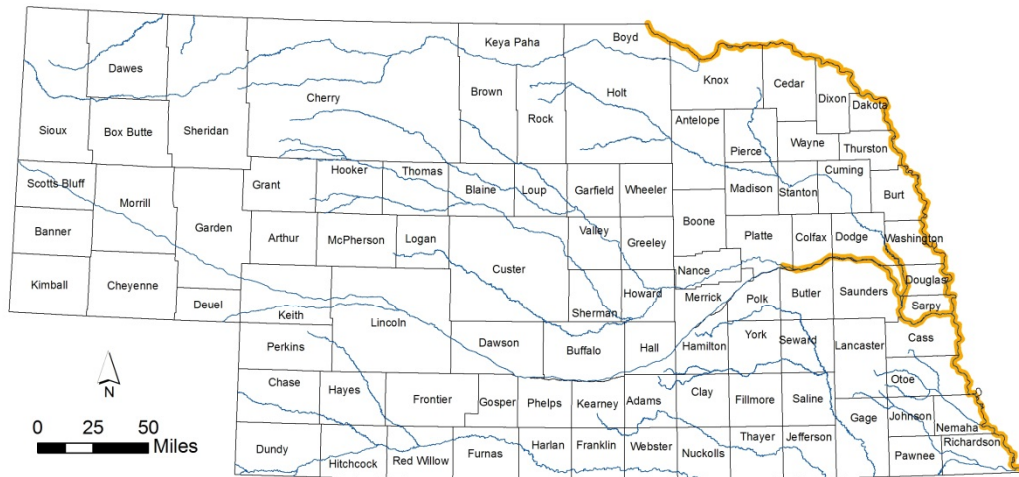 Boyd
Keya Paha
Dawes
Knox
Cedar
Cherry
Brown
Holt
Dixon
Dakota
Rock
Antelope
Sioux
Box Butte
Sheridan
Wayne
Thurston
Pierce
Cuming
Scotts Bluff
Grant
Hooker
Thomas
Blaine
Loup
Garfield
Wheeler
Madison
Stanton
Burt
Morrill
Garden
Boone
Banner
Arthur
McPherson
Logan
Valley
Greeley
Platte
Colfax
Dodge
Washington
Custer
Nance
Kimball
Cheyenne
Howard
Merrick
Polk
Butler
Saunders
Douglas
Deuel
Keith
Lincoln
Sherman
Sarpy
Perkins
Dawson
Buffalo
Hall
Hamilton
York
Seward
Lancaster
Cass
N
Chase
Hayes
Frontier
Gosper
Phelps
Kearney
Adams
Clay
Fillmore
Saline
Otoe
Gage
Johnson
Nemaha
0 25 50
Miles
Dundy
Hitchcock
Red Willow
Furnas
Harlan
Franklin
Webster
Nuckolls
Thayer
Jefferson
Pawnee
Richardson